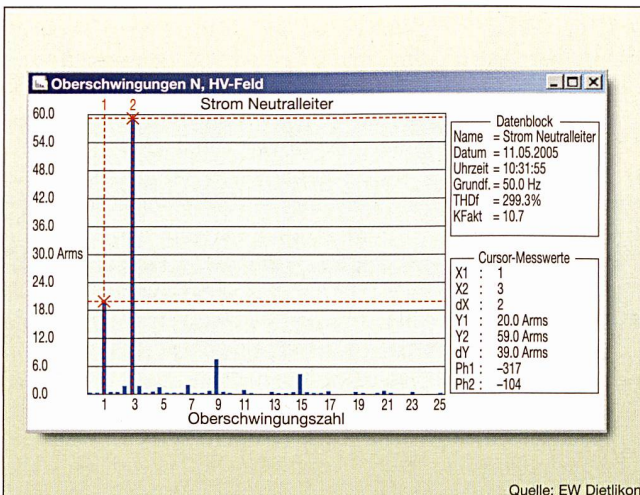 Oberschwingungen N, HV-Feld
Strom Neutralleiter
1 2
60.0
54.0
48.0
42.0
36.0
30.0 Arms
24.0
18.0
12.0
6.0
0.0
1 3 5 7 9 11 13 15 17 19 21 23 25
Oberschwingungszahl
Datenblock
Name = Strom Neutralleiter
Datum = 11.05.2005
Uhrzeit = 10:31:55
Grundf. = 50.0 Hz
THDf = 299.3%
KFakt = 10.7
Cursor-Messwerte
X1 : 1
X2 : 3
dX : 2
Y1 : 20.0 Arms
Y2 : 59.0 Arms
dY : 39.0 Arms
Ph1 : -317
Ph2 : -104
Quelle: EW Dietlikon